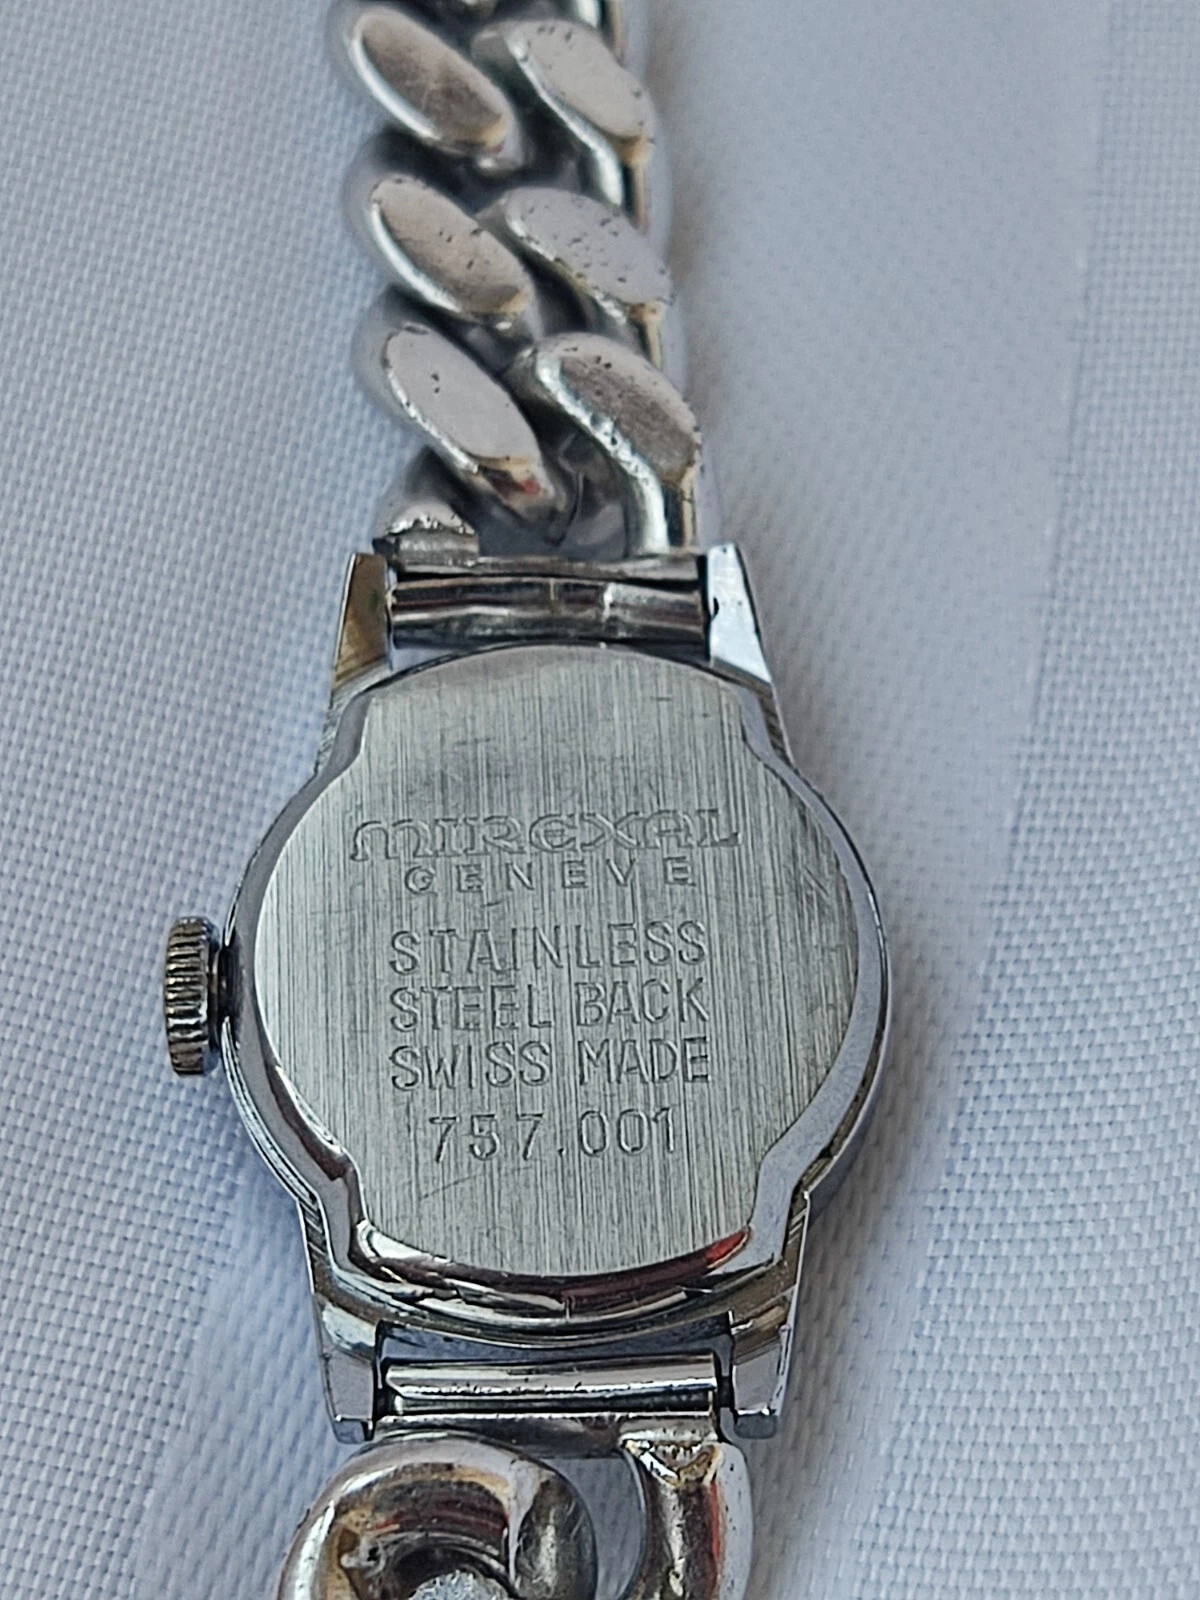 MIREXAL
GENEVE
STAINLESS
STEEL BACK
SWISS MADE
757.001